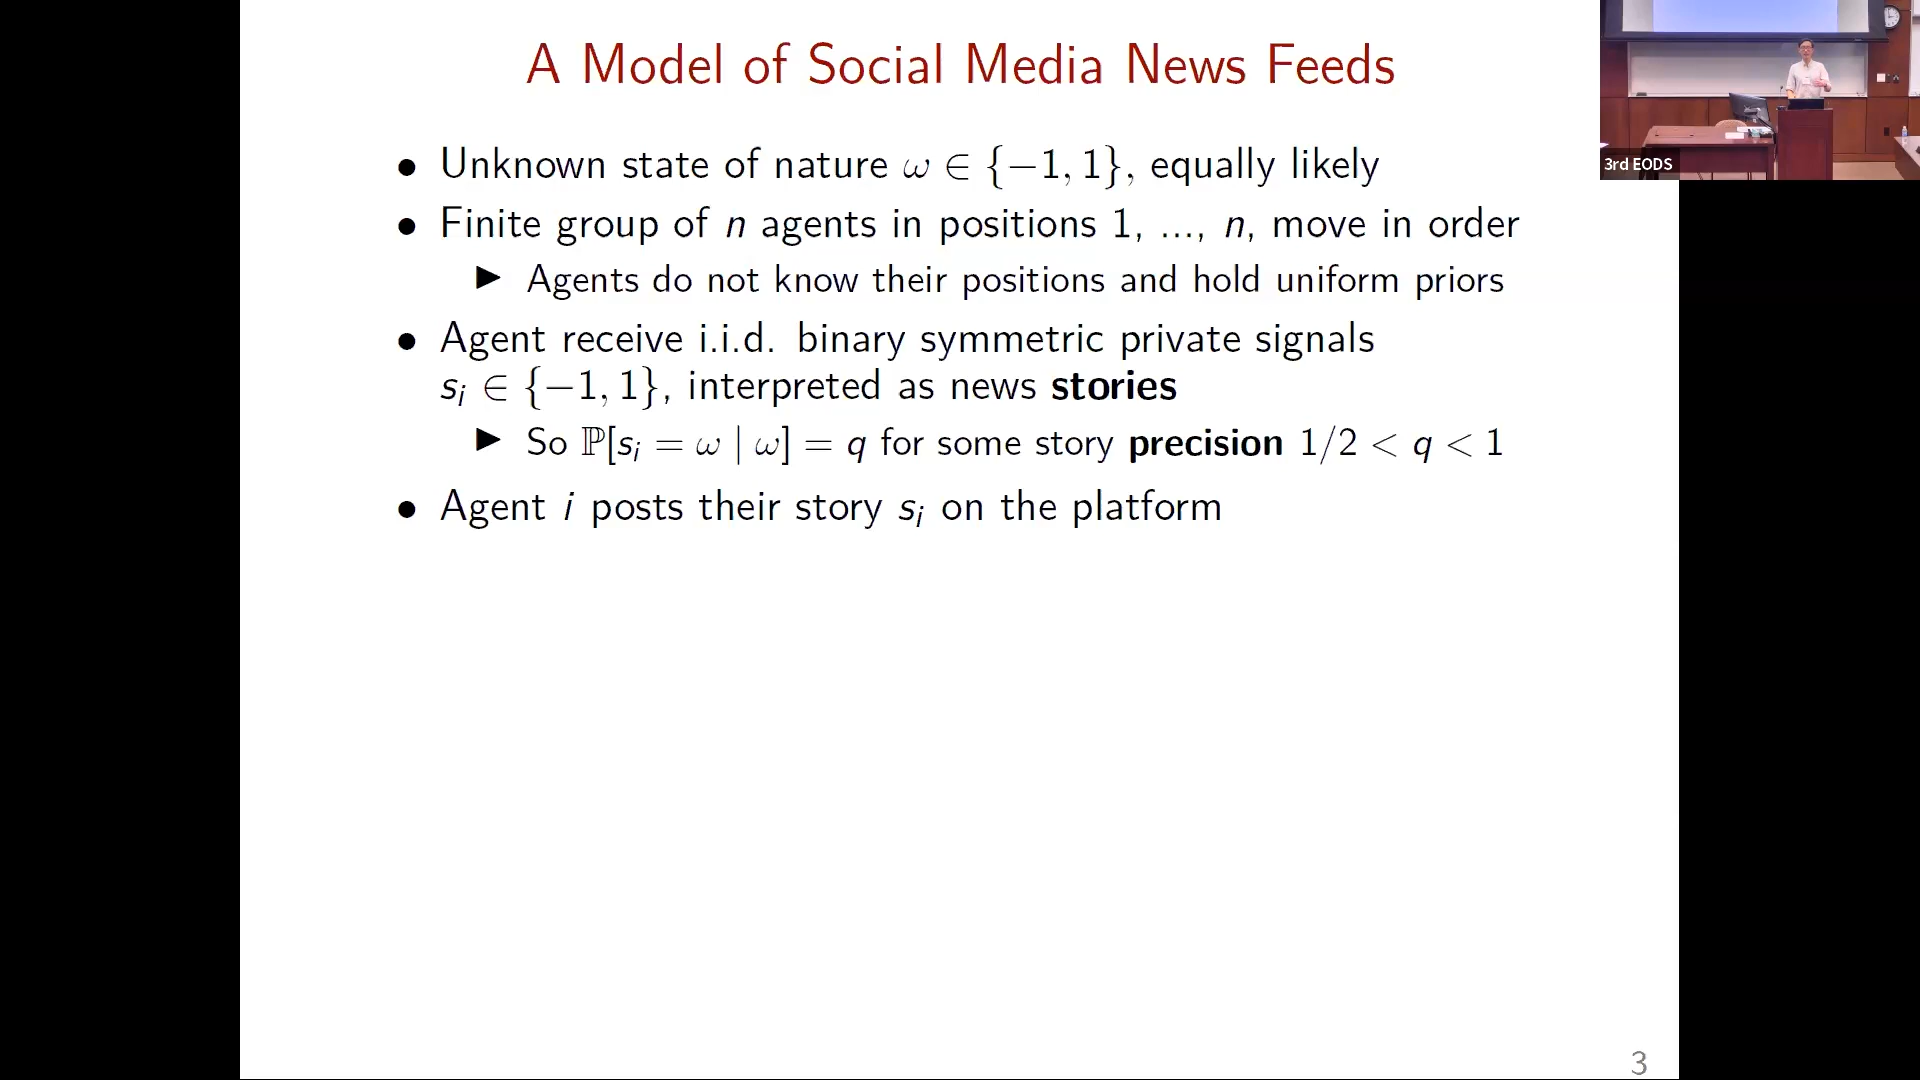 A Model of Social Media News Feeds
• Unknown state of nature ω ∈ {−1, 1}, equally likely
• Finite group of n agents in positions 1, ..., n, move in order
▶ Agents do not know their positions and hold uniform priors
• Agent receive i.i.d. binary symmetric private signals
s_i ∈ {−1, 1}, interpreted as news stories
▶ So ℙ[s_i = ω | ω] = q for some story precision 1/2 < q < 1
• Agent i posts their story s_i on the platform
3rd EODS
3